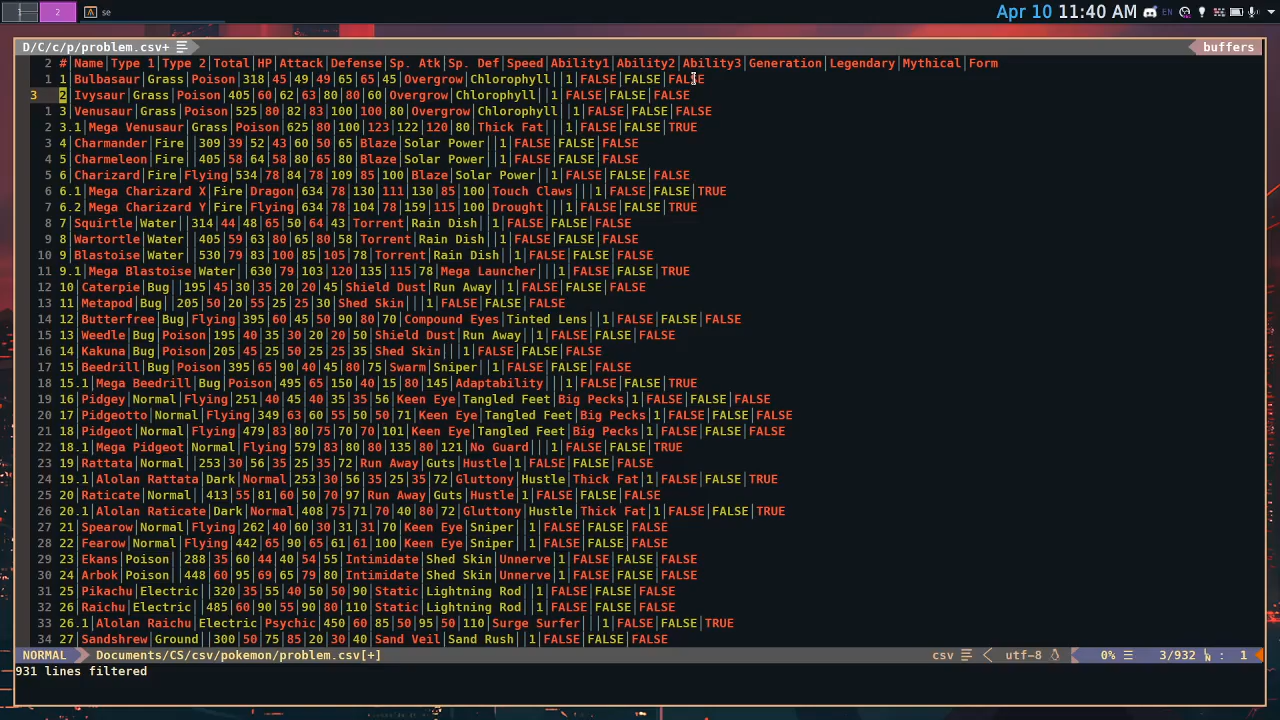 1 2 se Apr 10 11:40 AM EN
D/C/c/p/problem.csv+ buffers
2 #|Name|Type 1|Type 2|Total|HP|Attack|Defense|Sp. Atk|Sp. Def|Speed|Ability1|Ability2|Ability3|Generation|Legendary|Mythical|Form
1 1|Bulbasaur|Grass|Poison|318|45|49|49|65|65|45|Overgrow|Chlorophyll||1|FALSE|FALSE|FALSE
3 2|Ivysaur|Grass|Poison|405|60|62|63|80|80|60|Overgrow|Chlorophyll||1|FALSE|FALSE|FALSE
1 3|Venusaur|Grass|Poison|525|80|82|83|100|100|80|Overgrow|Chlorophyll||1|FALSE|FALSE|FALSE
2 3.1|Mega Venusaur|Grass|Poison|625|80|100|123|122|120|80|Thick Fat|||1|FALSE|FALSE|TRUE
3 4|Charmander|Fire||309|39|52|43|60|50|65|Blaze|Solar Power||1|FALSE|FALSE|FALSE
4 5|Charmeleon|Fire||405|58|64|58|80|65|80|Blaze|Solar Power||1|FALSE|FALSE|FALSE
5 6|Charizard|Fire|Flying|534|78|84|78|109|85|100|Blaze|Solar Power||1|FALSE|FALSE|FALSE
6 6.1|Mega Charizard X|Fire|Dragon|634|78|130|111|130|85|100|Touch Claws|||1|FALSE|FALSE|TRUE
7 6.2|Mega Charizard Y|Fire|Flying|634|78|104|78|159|115|100|Drought|||1|FALSE|FALSE|TRUE
8 7|Squirtle|Water||314|44|48|65|50|64|43|Torrent|Rain Dish||1|FALSE|FALSE|FALSE
9 8|Wartortle|Water||405|59|63|80|65|80|58|Torrent|Rain Dish||1|FALSE|FALSE|FALSE
10 9|Blastoise|Water||530|79|83|100|85|105|78|Torrent|Rain Dish||1|FALSE|FALSE|FALSE
11 9.1|Mega Blastoise|Water||630|79|103|120|135|115|78|Mega Launcher|||1|FALSE|FALSE|TRUE
12 10|Caterpie|Bug||195|45|30|35|20|20|45|Shield Dust|Run Away||1|FALSE|FALSE|FALSE
13 11|Metapod|Bug||205|50|20|55|25|25|30|Shed Skin|||1|FALSE|FALSE|FALSE
14 12|Butterfree|Bug|Flying|395|60|45|50|90|80|70|Compound Eyes|Tinted Lens||1|FALSE|FALSE|FALSE
15 13|Weedle|Bug|Poison|195|40|35|30|20|20|50|Shield Dust|Run Away||1|FALSE|FALSE|FALSE
16 14|Kakuna|Bug|Poison|205|45|25|50|25|25|35|Shed Skin|||1|FALSE|FALSE|FALSE
17 15|Beedrill|Bug|Poison|395|65|90|40|45|80|75|Swarm|Sniper||1|FALSE|FALSE|FALSE
18 15.1|Mega Beedrill|Bug|Poison|495|65|150|40|15|80|145|Adaptability|||1|FALSE|FALSE|TRUE
19 16|Pidgey|Normal|Flying|251|40|45|40|35|35|56|Keen Eye|Tangled Feet|Big Pecks|1|FALSE|FALSE|FALSE
20 17|Pidgeotto|Normal|Flying|349|63|60|55|50|50|71|Keen Eye|Tangled Feet|Big Pecks|1|FALSE|FALSE|FALSE
21 18|Pidgeot|Normal|Flying|479|83|80|75|70|70|101|Keen Eye|Tangled Feet|Big Pecks|1|FALSE|FALSE|FALSE
22 18.1|Mega Pidgeot|Normal|Flying|579|83|80|80|135|80|121|No Guard|||1|FALSE|FALSE|TRUE
23 19|Rattata|Normal||253|30|56|35|25|35|72|Run Away|Guts|Hustle|1|FALSE|FALSE|FALSE
24 19.1|Alolan Rattata|Dark|Normal|253|30|56|35|25|35|72|Gluttony|Hustle|Thick Fat|1|FALSE|FALSE|TRUE
25 20|Raticate|Normal||413|55|81|60|50|70|97|Run Away|Guts|Hustle|1|FALSE|FALSE|FALSE
26 20.1|Alolan Raticate|Dark|Normal|408|75|71|70|40|80|72|Gluttony|Hustle|Thick Fat|1|FALSE|FALSE|TRUE
27 21|Spearow|Normal|Flying|262|40|60|30|31|31|70|Keen Eye|Sniper||1|FALSE|FALSE|FALSE
28 22|Fearow|Normal|Flying|442|65|90|65|61|61|100|Keen Eye|Sniper||1|FALSE|FALSE|FALSE
29 23|Ekans|Poison||288|35|60|44|40|54|55|Intimidate|Shed Skin|Unnerve|1|FALSE|FALSE|FALSE
30 24|Arbok|Poison||448|60|95|69|65|79|80|Intimidate|Shed Skin|Unnerve|1|FALSE|FALSE|FALSE
31 25|Pikachu|Electric||320|35|55|40|50|50|90|Static|Lightning Rod||1|FALSE|FALSE|FALSE
32 26|Raichu|Electric||485|60|90|55|90|80|110|Static|Lightning Rod||1|FALSE|FALSE|FALSE
33 26.1|Alolan Raichu|Electric|Psychic|450|60|85|50|95|50|110|Surge Surfer|||1|FALSE|FALSE|TRUE
34 27|Sandshrew|Ground||300|50|75|85|20|30|40|Sand Veil|Sand Rush||1|FALSE|FALSE|FALSE
NORMAL Documents/CS/csv/pokemon/problem.csv[+] csv utf-8 0% 3/932 : 1
931 lines filtered